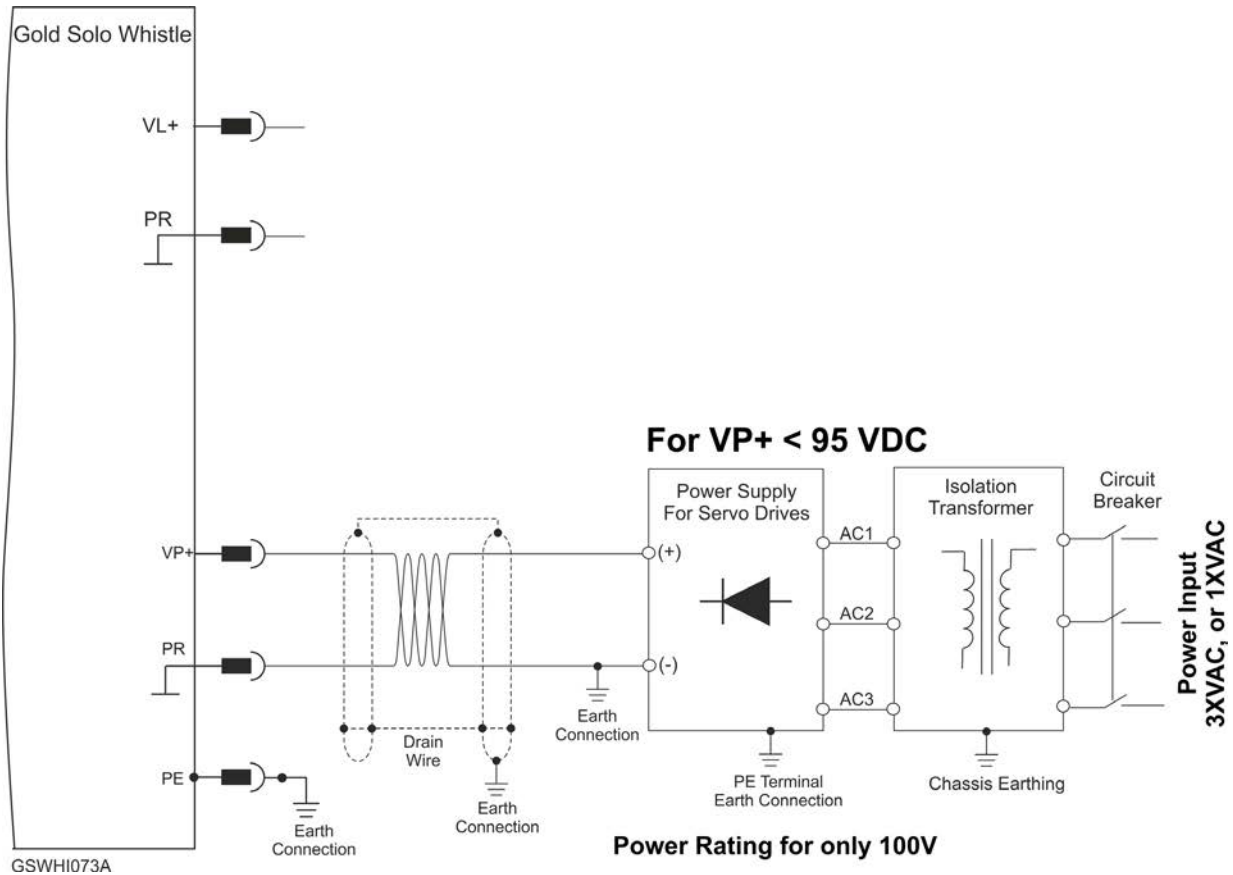 Gold Solo Whistle
VL+
PR
For VP+ < 95 VDC
Power Supply
For Servo Drives
Isolation
Transformer
Circuit
Breaker
AC1
VP+
(+)
AC2
Power Input
3XVAC, or 1XVAC
PR
(-)
AC3
Earth
Connection
Drain
Wire
PE
Earth
Connection
Earth
Connection
PE Terminal
Earth Connection
Chassis Earthing
Power Rating for only 100V
GSWHI073A